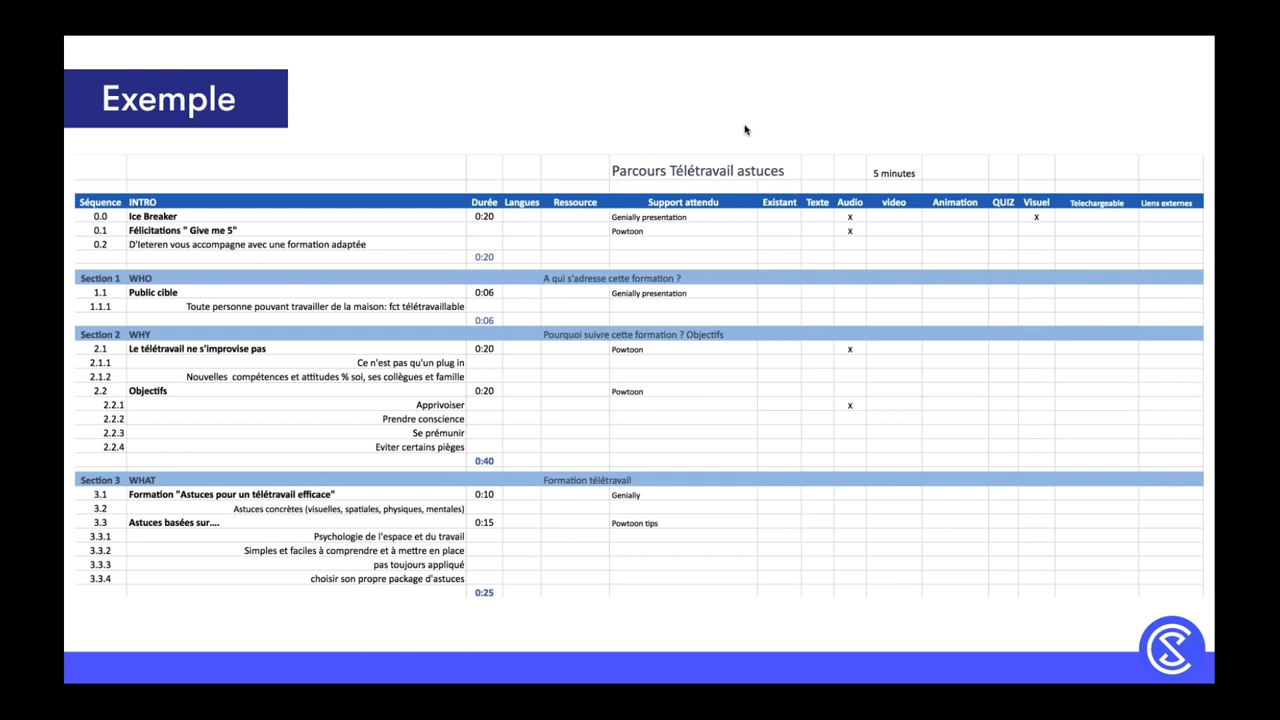 Exemple
Parcours Télétravail astuces 5 minutes
Séquence INTRO Durée Langues Ressource Support attendu Existant Texte Audio video Animation QUIZ Visuel Telechargeable Liens externes
0.0 Ice Breaker 0:20 Genially presentation x x
0.1 Félicitations " Give me 5" Powtoon x
0.2 D'Ieteren vous accompagne avec une formation adaptée
0:20
Section 1 WHO A qui s'adresse cette formation ?
1.1 Public cible 0:06 Genially presentation
1.1.1 Toute personne pouvant travailler de la maison: fct télétravaillable
0:06
Section 2 WHY Pourquoi suivre cette formation ? Objectifs
2.1 Le télétravail ne s'improvise pas 0:20 Powtoon x
2.1.1 Ce n'est pas qu'un plug in
2.1.2 Nouvelles compétences et attitudes % soi, ses collègues et famille
2.2 Objectifs 0:20 Powtoon
2.2.1 Apprivoiser x
2.2.2 Prendre conscience
2.2.3 Se prémunir
2.2.4 Eviter certains pièges
0:40
Section 3 WHAT Formation télétravail
3.1 Formation "Astuces pour un télétravail efficace" 0:10 Genially
3.2 Astuces concrètes (visuelles, spatiales, physiques, mentales)
3.3 Astuces basées sur.... 0:15 Powtoon tips
3.3.1 Psychologie de l'espace et du travail
3.3.2 Simples et faciles à comprendre et à mettre en place
3.3.3 pas toujours appliqué
3.3.4 choisir son propre package d'astuces
0:25